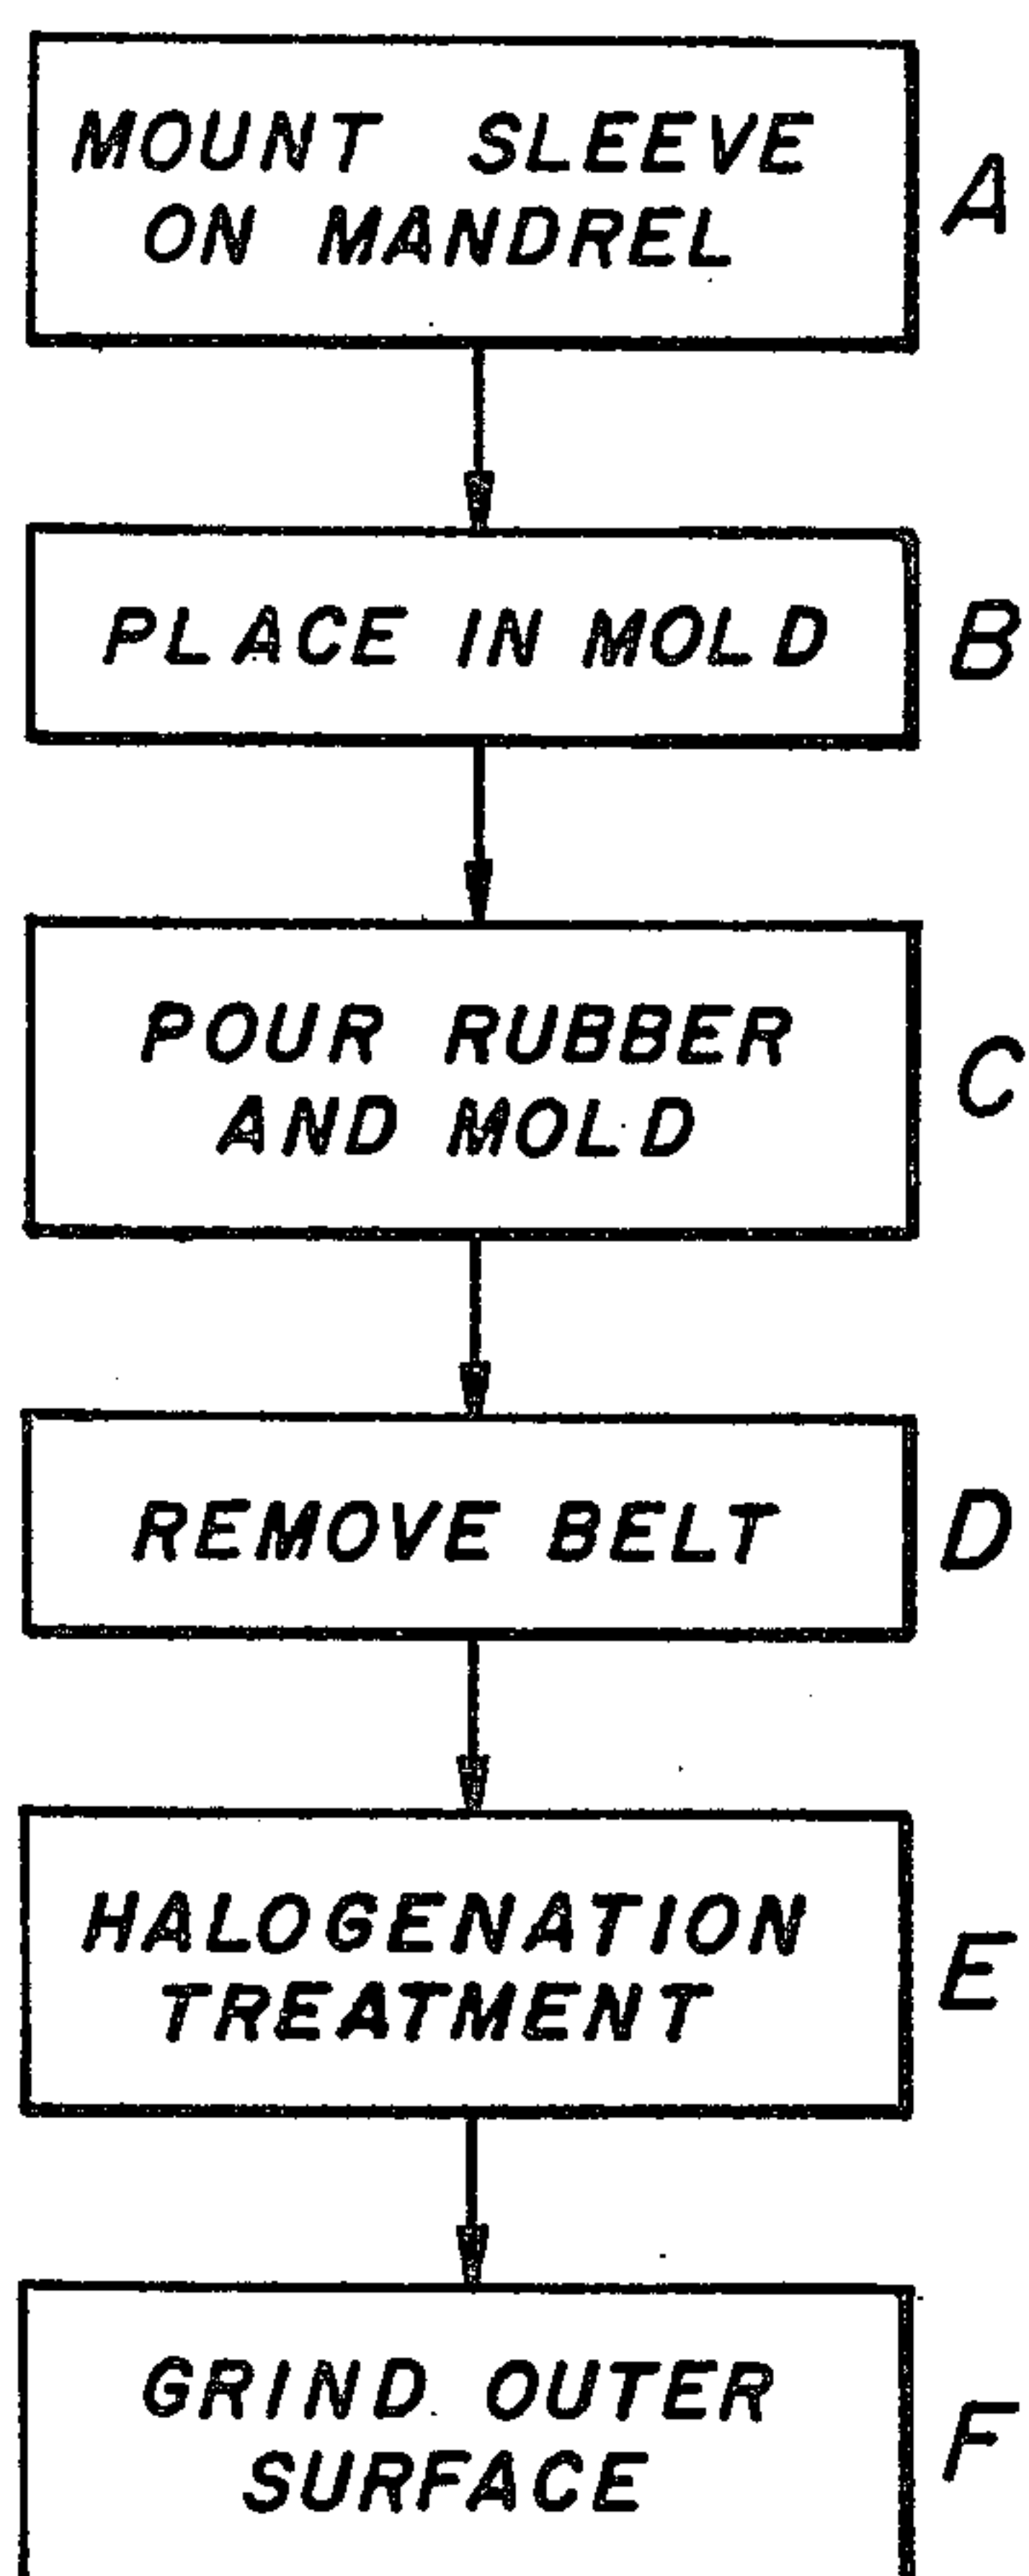 MOUNT SLEEVE
ON MANDREL
A
PLACE IN MOLD
B
POUR RUBBER
AND MOLD
C
REMOVE BELT
D
HALOGENATION
TREATMENT
E
GRIND OUTER
SURFACE
F